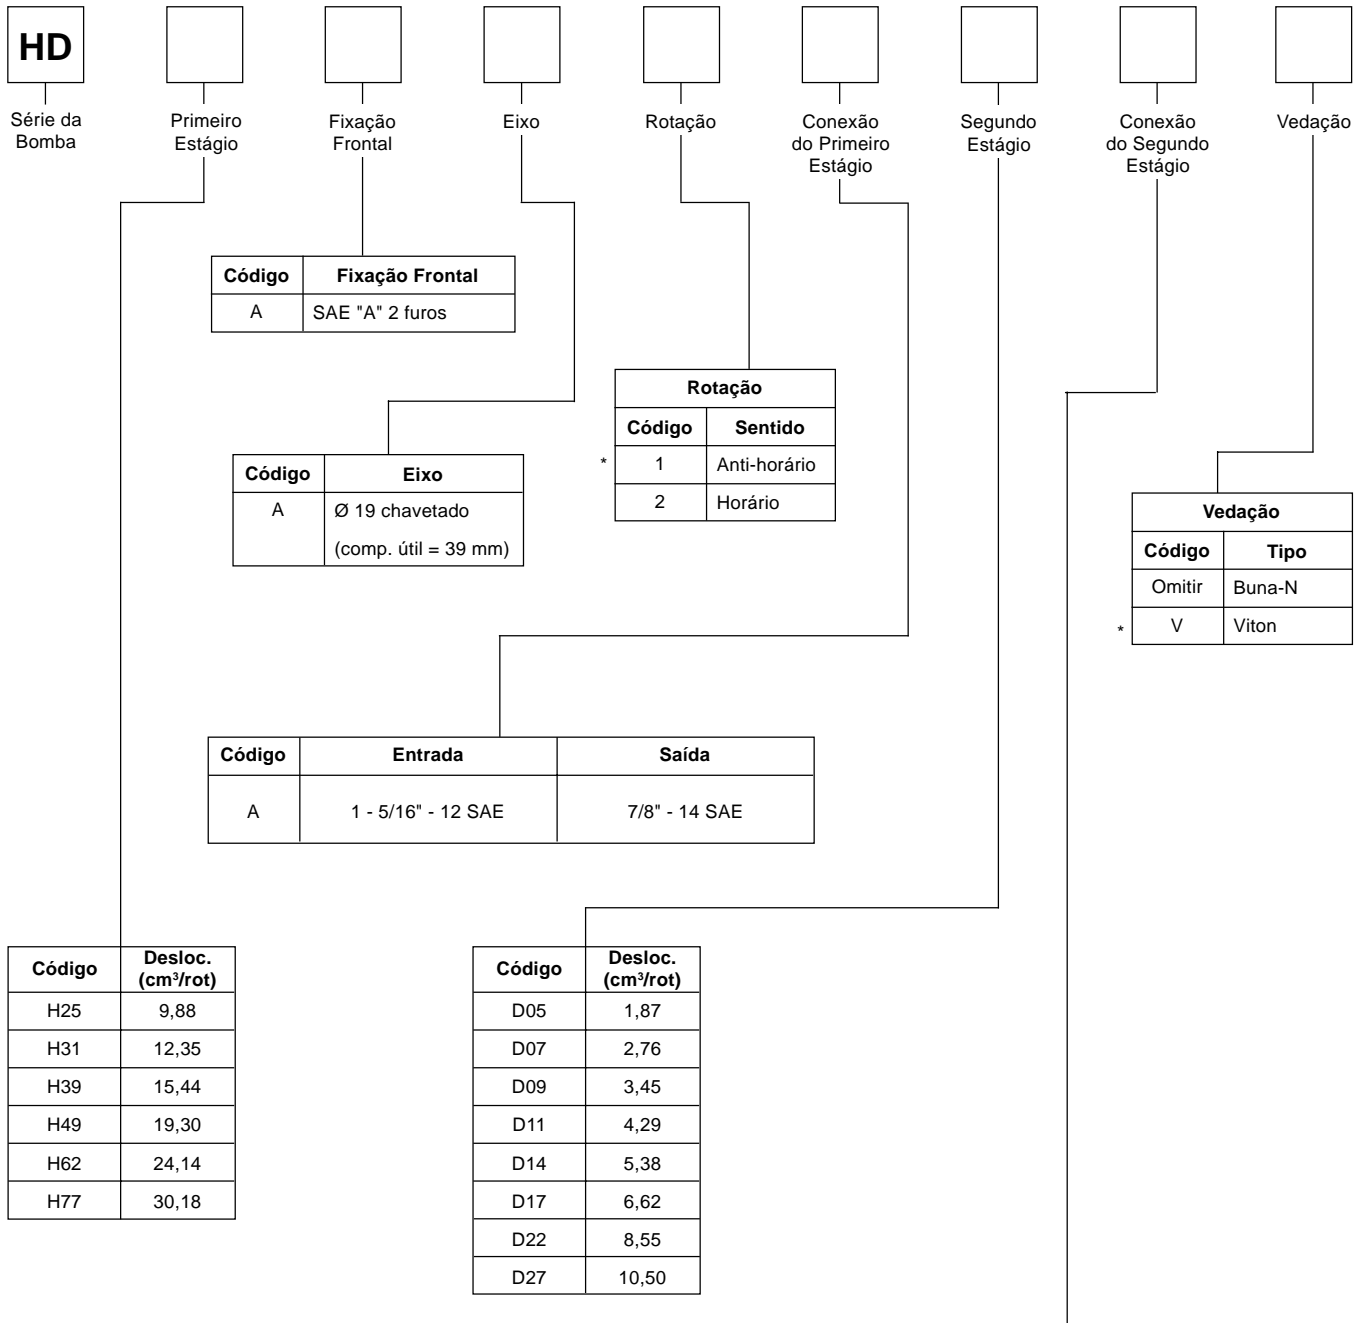 HD
Série da
Bomba
Primeiro
Estágio
Fixação
Frontal
Eixo
Rotação
Conexão
do Primeiro
Estágio
Segundo
Estágio
Conexão
do Segundo
Estágio
Vedação
Código Fixação Frontal
A SAE "A" 2 furos
Rotação
Código Sentido
* 1 Anti-horário
2 Horário
Código Eixo
A Ø 19 chavetado
(comp. útil = 39 mm)
Vedação
Código Tipo
Omitir Buna-N
* V Viton
Código Entrada Saída
A 1 - 5/16" - 12 SAE 7/8" - 14 SAE
Código Desloc. (cm³/rot)
H25 9,88
H31 12,35
H39 15,44
H49 19,30
H62 24,14
H77 30,18
Código Desloc. (cm³/rot)
D05 1,87
D07 2,76
D09 3,45
D11 4,29
D14 5,38
D17 6,62
D22 8,55
D27 10,50